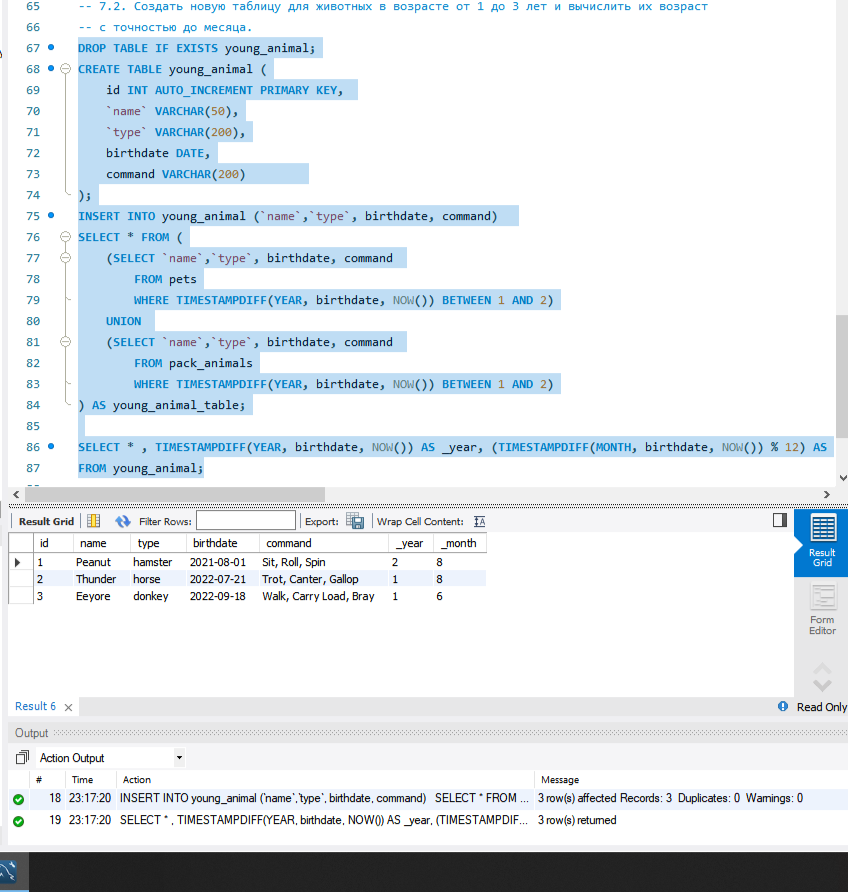 65 -- 7.2. Создать новую таблицу для животных в возрасте от 1 до 3 лет и вычислить их возраст
66 -- с точностью до месяца.
67 DROP TABLE IF EXISTS young_animal;
68 CREATE TABLE young_animal (
69 id INT AUTO_INCREMENT PRIMARY KEY,
70 `name` VARCHAR(50),
71 `type` VARCHAR(200),
72 birthdate DATE,
73 command VARCHAR(200)
74 );
75 INSERT INTO young_animal (`name`,`type`, birthdate, command)
76 SELECT * FROM (
77 (SELECT `name`,`type`, birthdate, command
78 FROM pets
79 WHERE TIMESTAMPDIFF(YEAR, birthdate, NOW()) BETWEEN 1 AND 2)
80 UNION
81 (SELECT `name`,`type`, birthdate, command
82 FROM pack_animals
83 WHERE TIMESTAMPDIFF(YEAR, birthdate, NOW()) BETWEEN 1 AND 2)
84 ) AS young_animal_table;
85
86 SELECT * , TIMESTAMPDIFF(YEAR, birthdate, NOW()) AS _year, (TIMESTAMPDIFF(MONTH, birthdate, NOW()) % 12) AS
87 FROM young_animal;
Result Grid Filter Rows: Export: Wrap Cell Content:
id name type birthdate command _year _month
1 Peanut hamster 2021-08-01 Sit, Roll, Spin 2 8
2 Thunder horse 2022-07-21 Trot, Canter, Gallop 1 8
3 Eeyore donkey 2022-09-18 Walk, Carry Load, Bray 1 6
Result
Grid
Form
Editor
Result 6 Read Only
Output
Action Output
# Time Action Message
18 23:17:20 INSERT INTO young_animal (`name`,`type`, birthdate, command) SELECT * FROM ... 3 row(s) affected Records: 3 Duplicates: 0 Warnings: 0
19 23:17:20 SELECT * , TIMESTAMPDIFF(YEAR, birthdate, NOW()) AS _year, (TIMESTAMPDIF... 3 row(s) returned